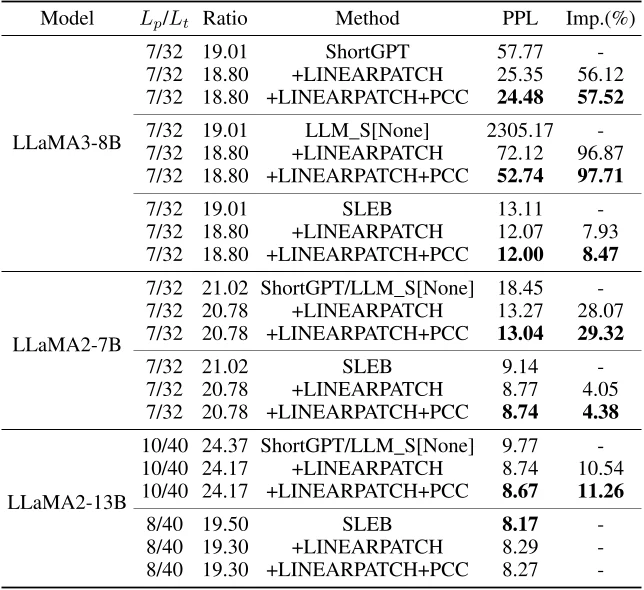 Model Lp/Lt Ratio Method PPL Imp.(%)
7/32 19.01 ShortGPT 57.77 -
7/32 18.80 +LINEARPATCH 25.35 56.12
7/32 18.80 +LINEARPATCH+PCC 24.48 57.52
LLaMA3-8B
7/32 19.01 LLM_S[None] 2305.17 -
7/32 18.80 +LINEARPATCH 72.12 96.87
7/32 18.80 +LINEARPATCH+PCC 52.74 97.71
7/32 19.01 SLEB 13.11 -
7/32 18.80 +LINEARPATCH 12.07 7.93
7/32 18.80 +LINEARPATCH+PCC 12.00 8.47
7/32 21.02 ShortGPT/LLM_S[None] 18.45 -
7/32 20.78 +LINEARPATCH 13.27 28.07
7/32 20.78 +LINEARPATCH+PCC 13.04 29.32
LLaMA2-7B
7/32 21.02 SLEB 9.14 -
7/32 20.78 +LINEARPATCH 8.77 4.05
7/32 20.78 +LINEARPATCH+PCC 8.74 4.38
10/40 24.37 ShortGPT/LLM_S[None] 9.77 -
10/40 24.17 +LINEARPATCH 8.74 10.54
10/40 24.17 +LINEARPATCH+PCC 8.67 11.26
LLaMA2-13B
8/40 19.50 SLEB 8.17 -
8/40 19.30 +LINEARPATCH 8.29 -
8/40 19.30 +LINEARPATCH+PCC 8.27 -